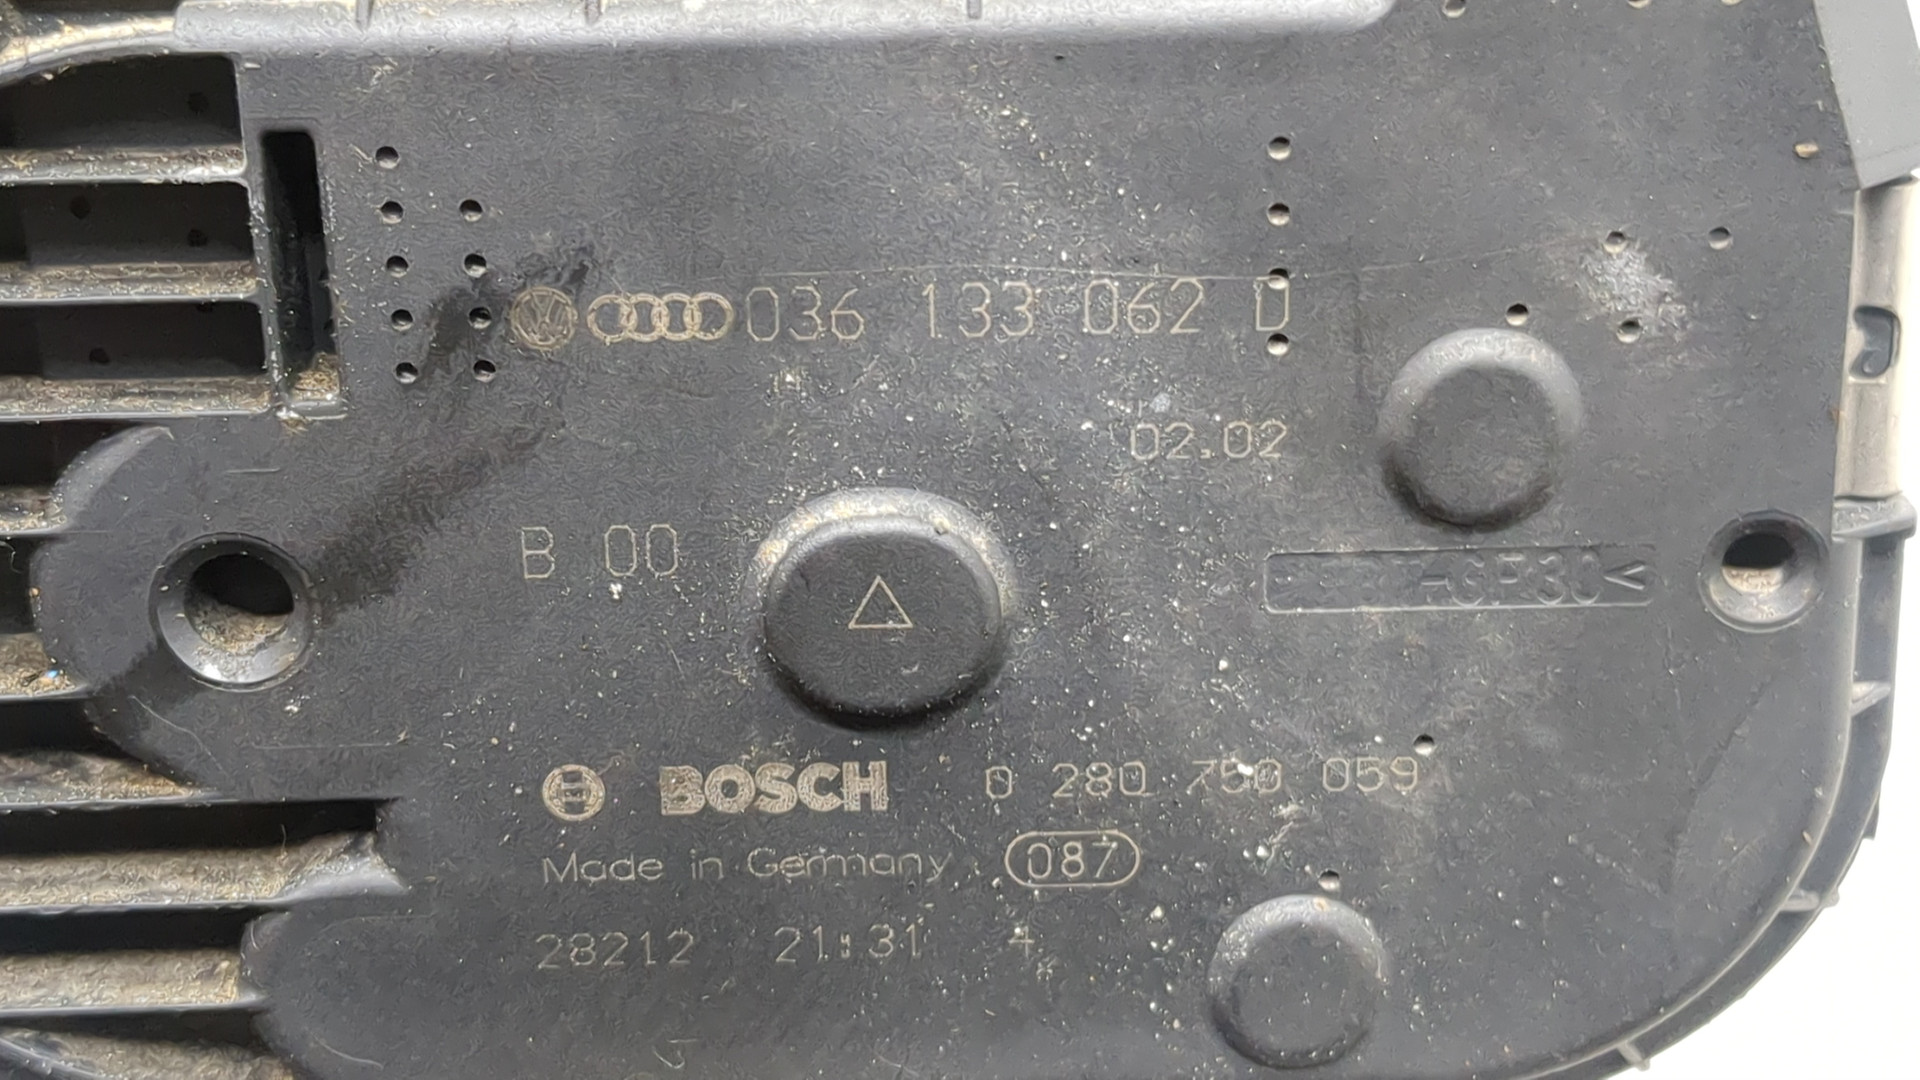 036 133 062 D
02.02
B 00
BOSCH 0 280 750 059
Made in Germany 087
28212 21:31 4